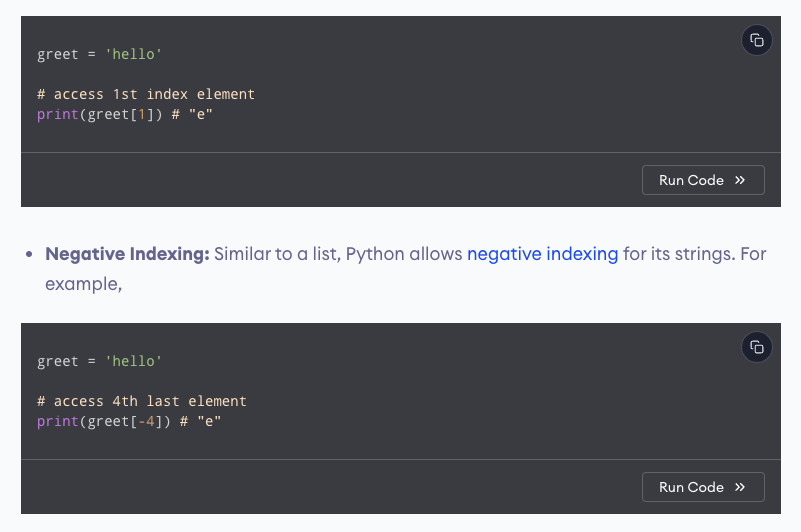 greet = 'hello'
# access 1st index element
print(greet[1]) # "e"
Run Code
Negative Indexing: Similar to a list, Python allows negative indexing for its strings. For
example,
greet = 'hello'
# access 4th last element
print(greet[-4]) # "e"
Run Code